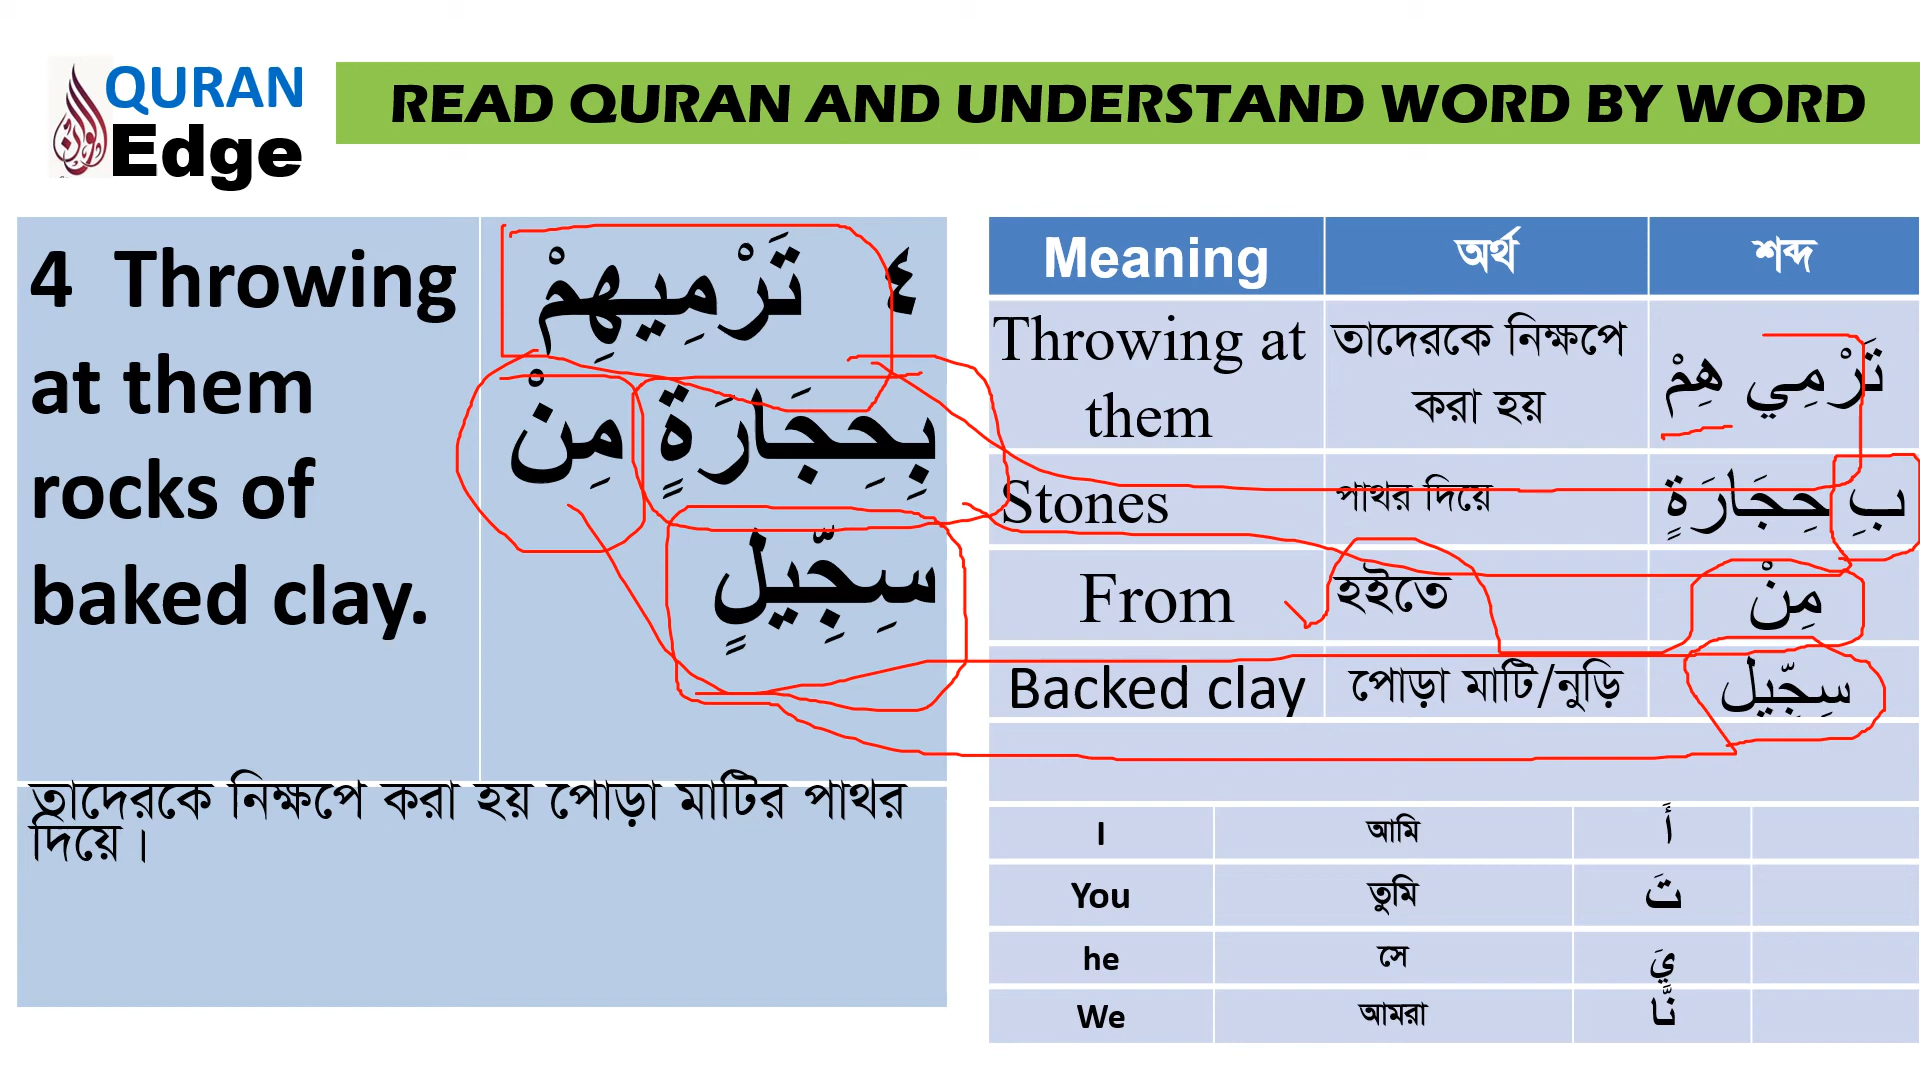 QURAN
Edge
READ QURAN AND UNDERSTAND WORD BY WORD
4 Throwing
at them
rocks of
baked clay.
٤ تَرْمِيهِمْ
بِحِجَارَةٍ مِنْ
سِجِّيلٍ
তাদেরকে নিক্ষপে করা হয় পোড়া মাটির পাথর
দিয়ে।
Meaning অর্থ শব্দ
Throwing at
them
তাদেরকে নিক্ষপে
করা হয়
تَرْمِي هِمْ
Stones পাথর দিয়ে بِ حِجَارَةٍ
From হইতে مِنْ
Backed clay পোড়া মাটি/নুড়ি سِجِّيل
I আমি أَ
You তুমি تَ
he সে يَ
We আমরা نَّا